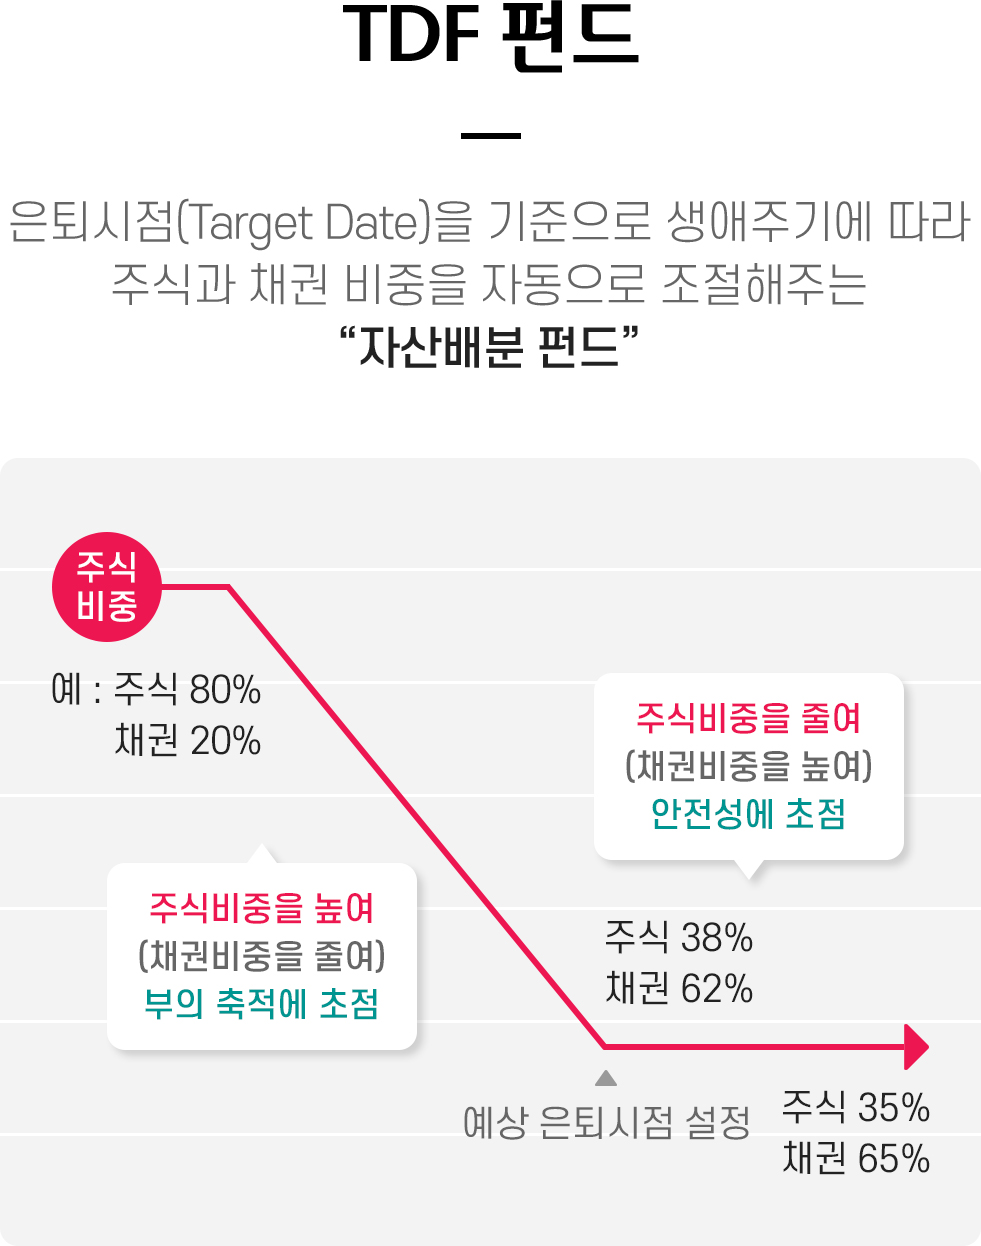 TDF 펀드
은퇴시점(Target Date)을 기준으로 생애주기에 따라
주식과 채권 비중을 자동으로 조절해주는
“자산배분 펀드”
주식
비중
예 : 주식 80%
채권 20%
주식비중을 줄여
(채권비중을 높여)
안전성에 초점
주식비중을 높여
(채권비중을 줄여)
부의 축적에 초점
주식 38%
채권 62%
예상 은퇴시점 설정
주식 35%
채권 65%